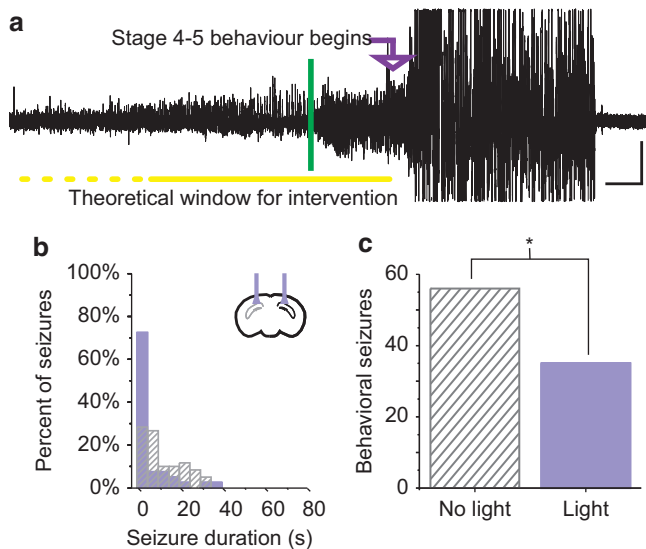 a
Stage 4-5 behaviour begins
Theoretical window for intervention
b
100%
80%
60%
40%
20%
0%
Percent of seizures
0 20 40 60 80
Seizure duration (s)
c
*
60
40
20
0
Behavioral seizures
No light Light